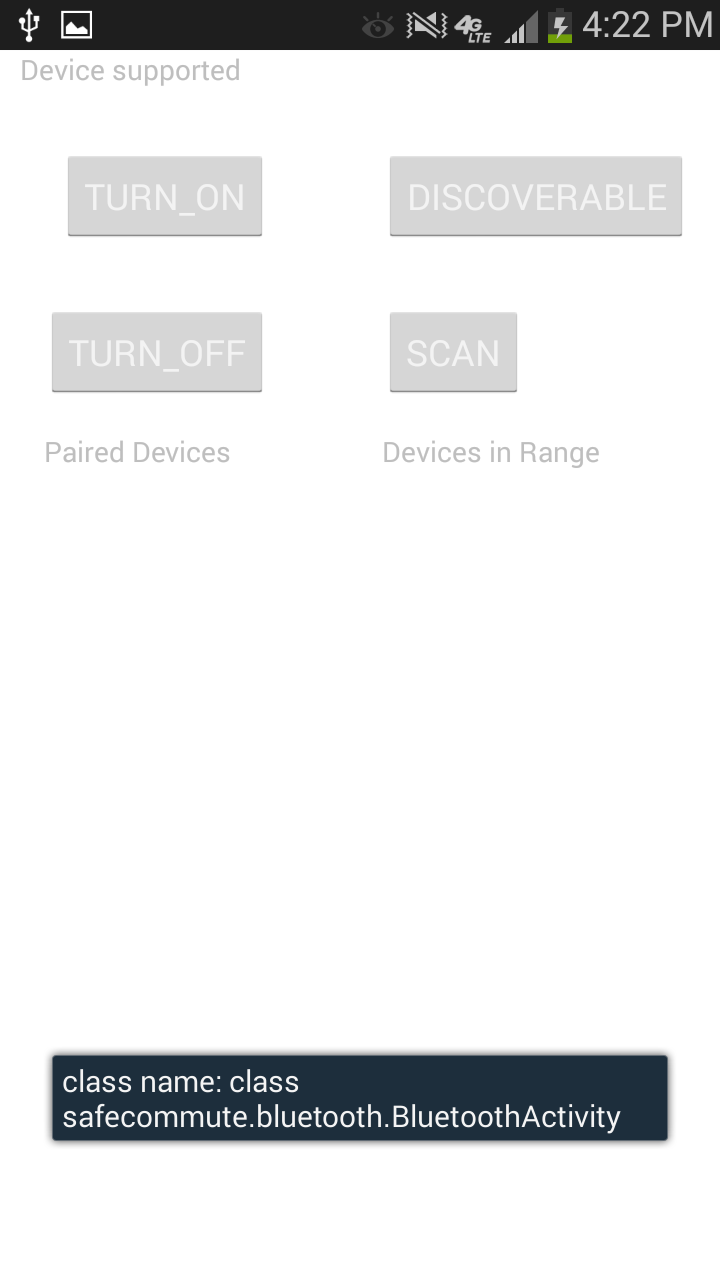 4G LTE 4:22 PM
Device supported
TURN_ON DISCOVERABLE
TURN_OFF SCAN
Paired Devices Devices in Range
class name: class
safecommute.bluetooth.BluetoothActivity